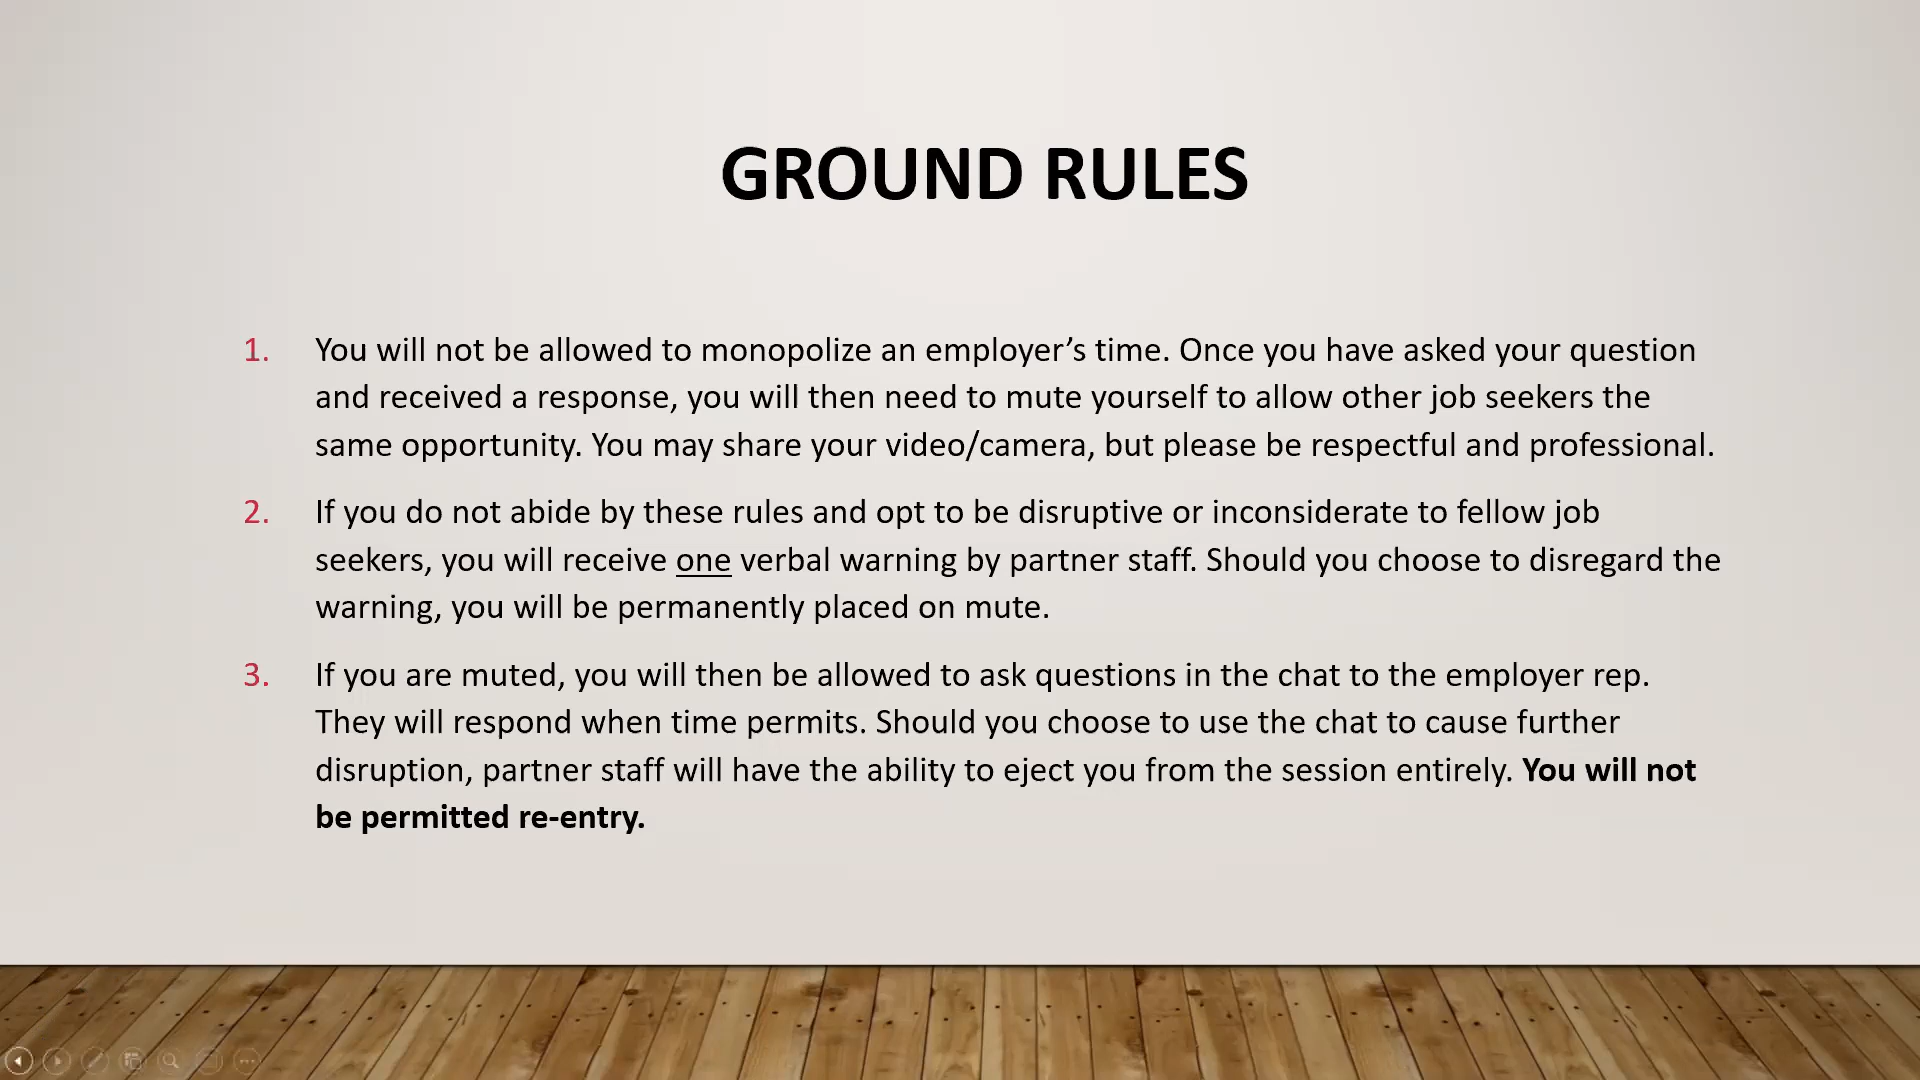 GROUND RULES
1. You will not be allowed to monopolize an employer’s time. Once you have asked your question
and received a response, you will then need to mute yourself to allow other job seekers the
same opportunity. You may share your video/camera, but please be respectful and professional.
2. If you do not abide by these rules and opt to be disruptive or inconsiderate to fellow job
seekers, you will receive one verbal warning by partner staff. Should you choose to disregard the
warning, you will be permanently placed on mute.
3. If you are muted, you will then be allowed to ask questions in the chat to the employer rep.
They will respond when time permits. Should you choose to use the chat to cause further
disruption, partner staff will have the ability to eject you from the session entirely. You will not
be permitted re-entry.